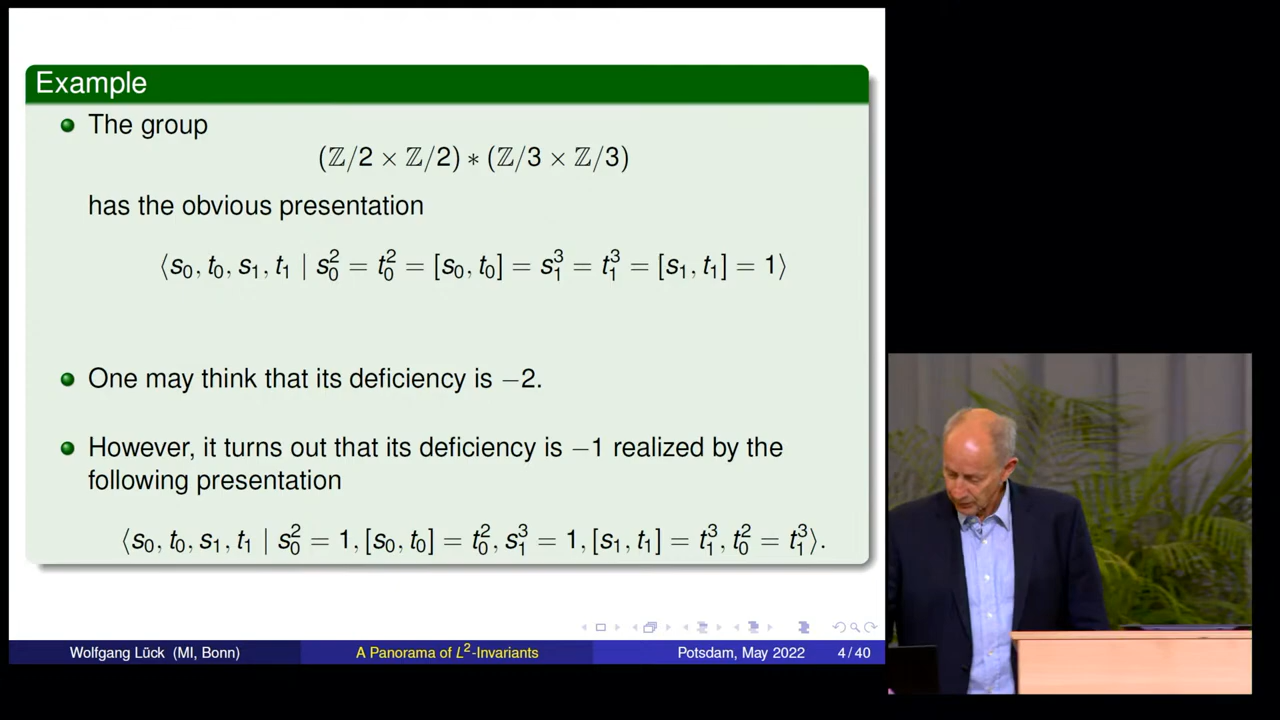 Example
The group
(ℤ/2 × ℤ/2) ∗ (ℤ/3 × ℤ/3)
has the obvious presentation
⟨s₀, t₀, s₁, t₁ | s₀² = t₀² = [s₀, t₀] = s₁³ = t₁³ = [s₁, t₁] = 1⟩
One may think that its deficiency is −2.
However, it turns out that its deficiency is −1 realized by the
following presentation
⟨s₀, t₀, s₁, t₁ | s₀² = 1, [s₀, t₀] = t₀², s₁³ = 1, [s₁, t₁] = t₁³, t₀² = t₁³⟩.
Wolfgang Lück (MI, Bonn) A Panorama of L²-Invariants Potsdam, May 2022 4 / 40